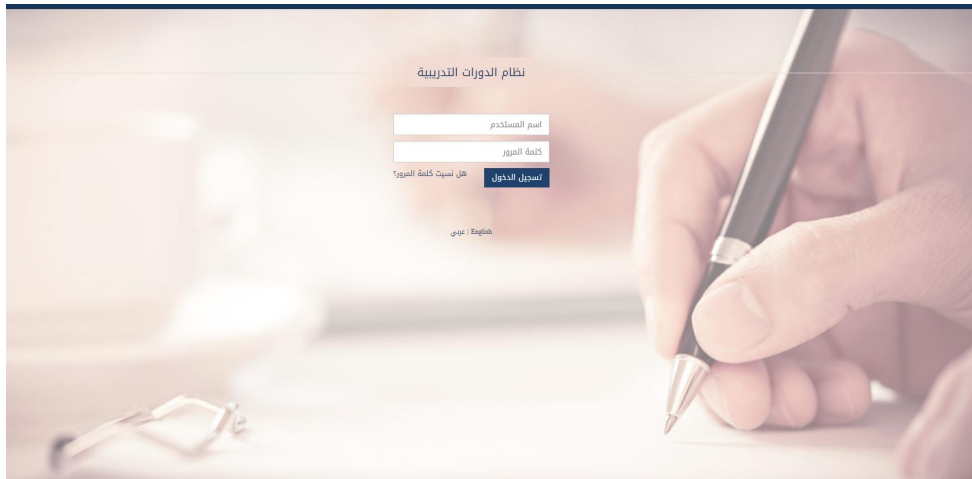 نظام الدورات التدريبية
اسم المستخدم
كلمة المرور
تسجيل الدخول هل نسيت كلمة المرور؟
English | عربي